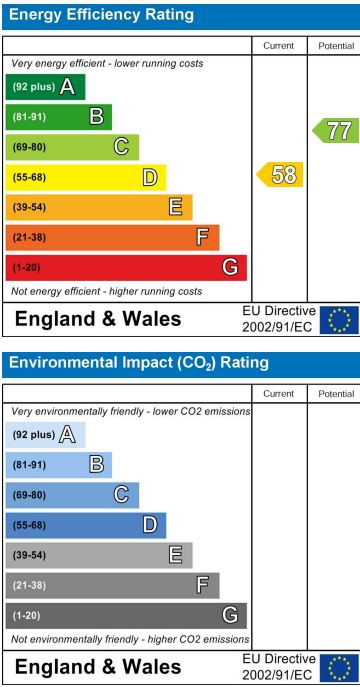 Energy Efficiency Rating
Current Potential
Very energy efficient - lower running costs
(92 plus) A
(81-91) B
(69-80) C
(55-68) D
(39-54) E
(21-38) F
(1-20) G
77
58
Not energy efficient - higher running costs
England & Wales
EU Directive
2002/91/EC
Environmental Impact (CO₂) Rating
Current Potential
Very environmentally friendly - lower CO2 emissions
(92 plus) A
(81-91) B
(69-80) C
(55-68) D
(39-54) E
(21-38) F
(1-20) G
Not environmentally friendly - higher CO2 emissions
England & Wales
EU Directive
2002/91/EC